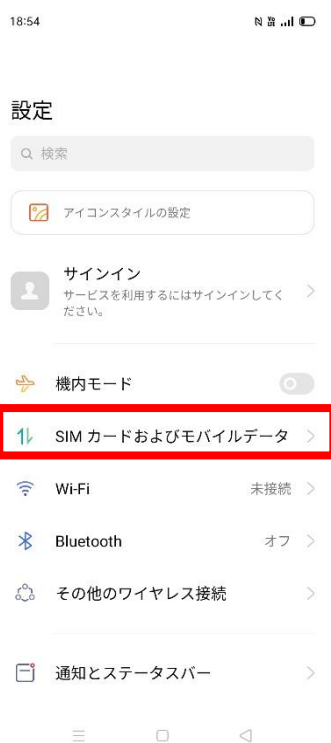 18:54
設定
検索
アイコンスタイルの設定
サインイン
サービスを利用するにはサインインしてく
ださい。
機内モード
SIM カードおよびモバイルデータ
Wi-Fi 未接続
Bluetooth オフ
その他のワイヤレス接続
通知とステータスバー